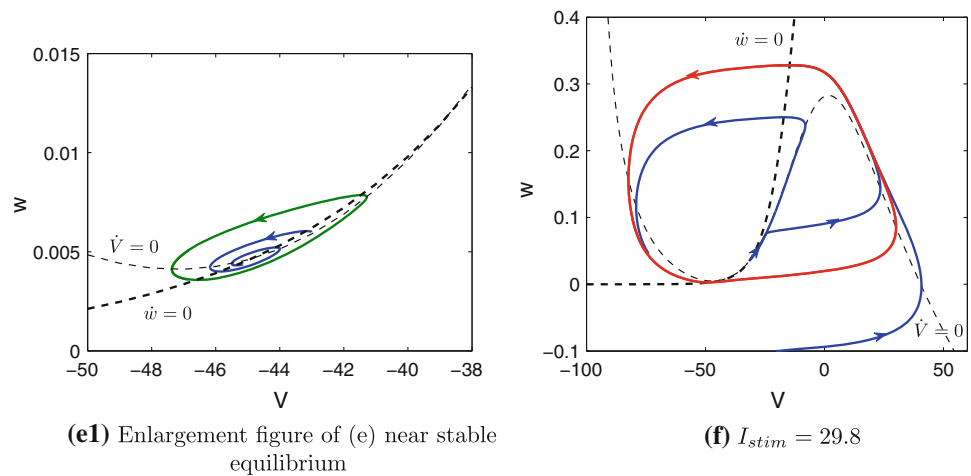 0.015
0.01
0.005
0
w
V̇ = 0
ẇ = 0
−50 −48 −46 −44 −42 −40 −38
V
(e1) Enlargement figure of (e) near stable
equilibrium
0.4
0.3
0.2
0.1
0
−0.1
w
ẇ = 0
V̇ = 0
−100 −50 0 50
V
(f) I_stim = 29.8